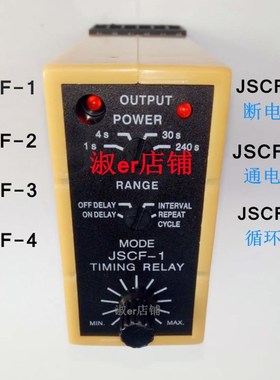 OUTPUT
POWER
F-1
JSCF
断电
4s 30s
1s 240s
淑er店铺
F-2
JSCF
通电
RANGE
F-3
OFF DELAY INTERVAL
ON DELAY REPEAT
CYCLE
JSCF
循环
F-4
MODE
JSCF-1
TIMING RELAY
淑er店铺
MIN. MAX.